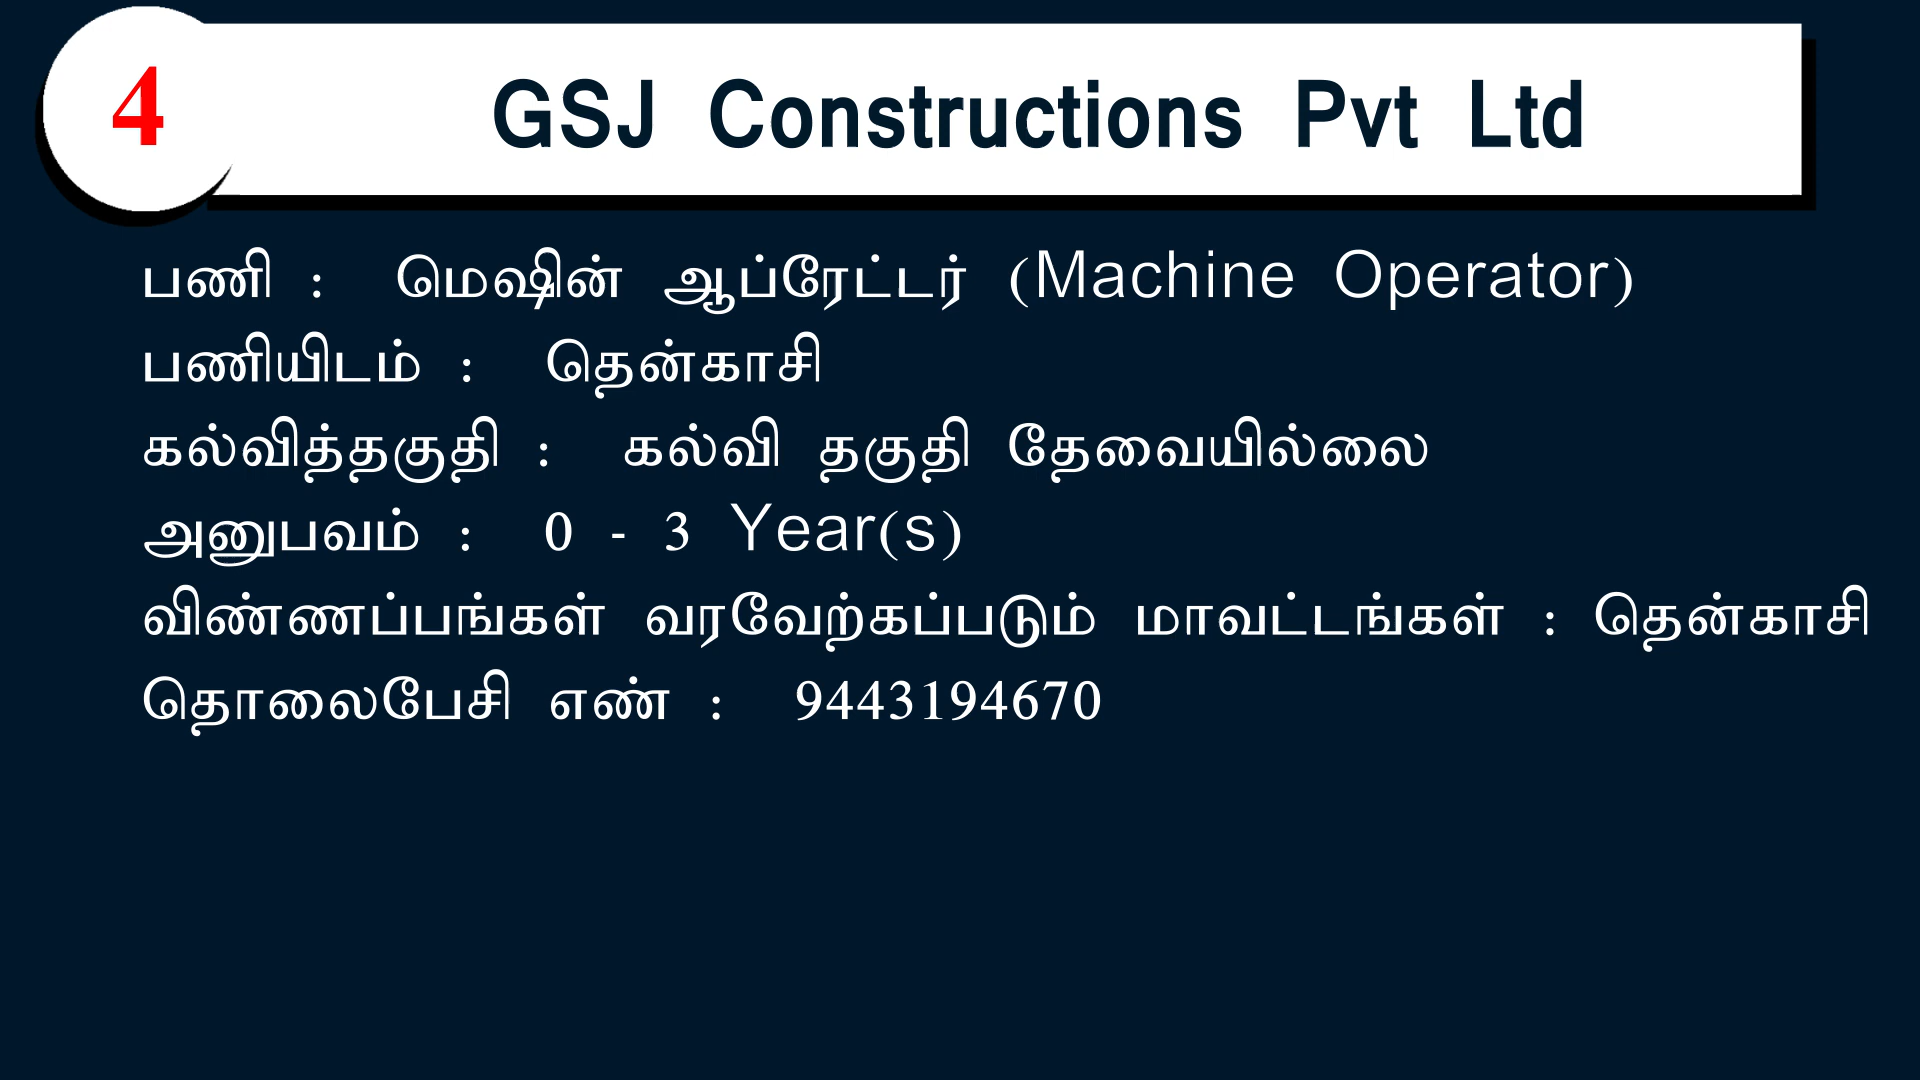 4
GSJ Constructions Pvt Ltd
பணி : மெஷின் ஆப்ரேட்டர் (Machine Operator)
பணியிடம் : தென்காசி
கல்வித்தகுதி : கல்வி தகுதி தேவையில்லை
அனுபவம் : 0 - 3 Year(s)
விண்ணப்பங்கள் வரவேற்கப்படும் மாவட்டங்கள் : தென்காசி
தொலைபேசி எண் : 9443194670